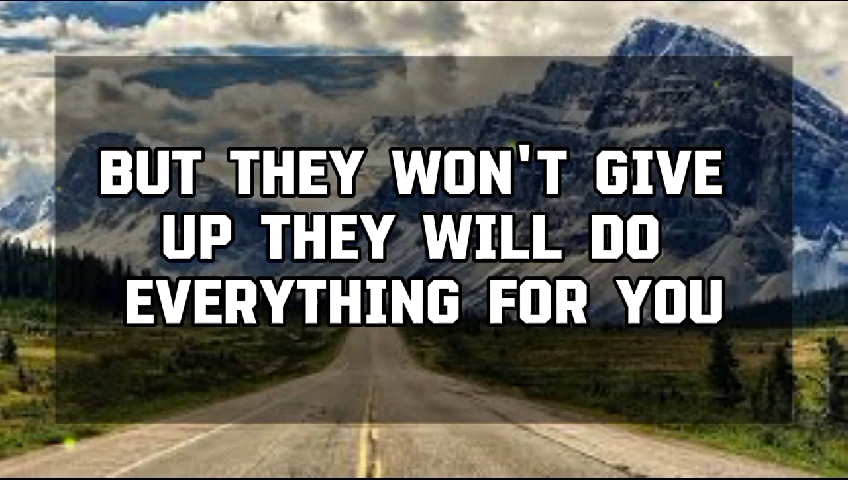 BUT THEY WON'T GIVE
UP THEY WILL DO
EVERYTHING FOR YOU